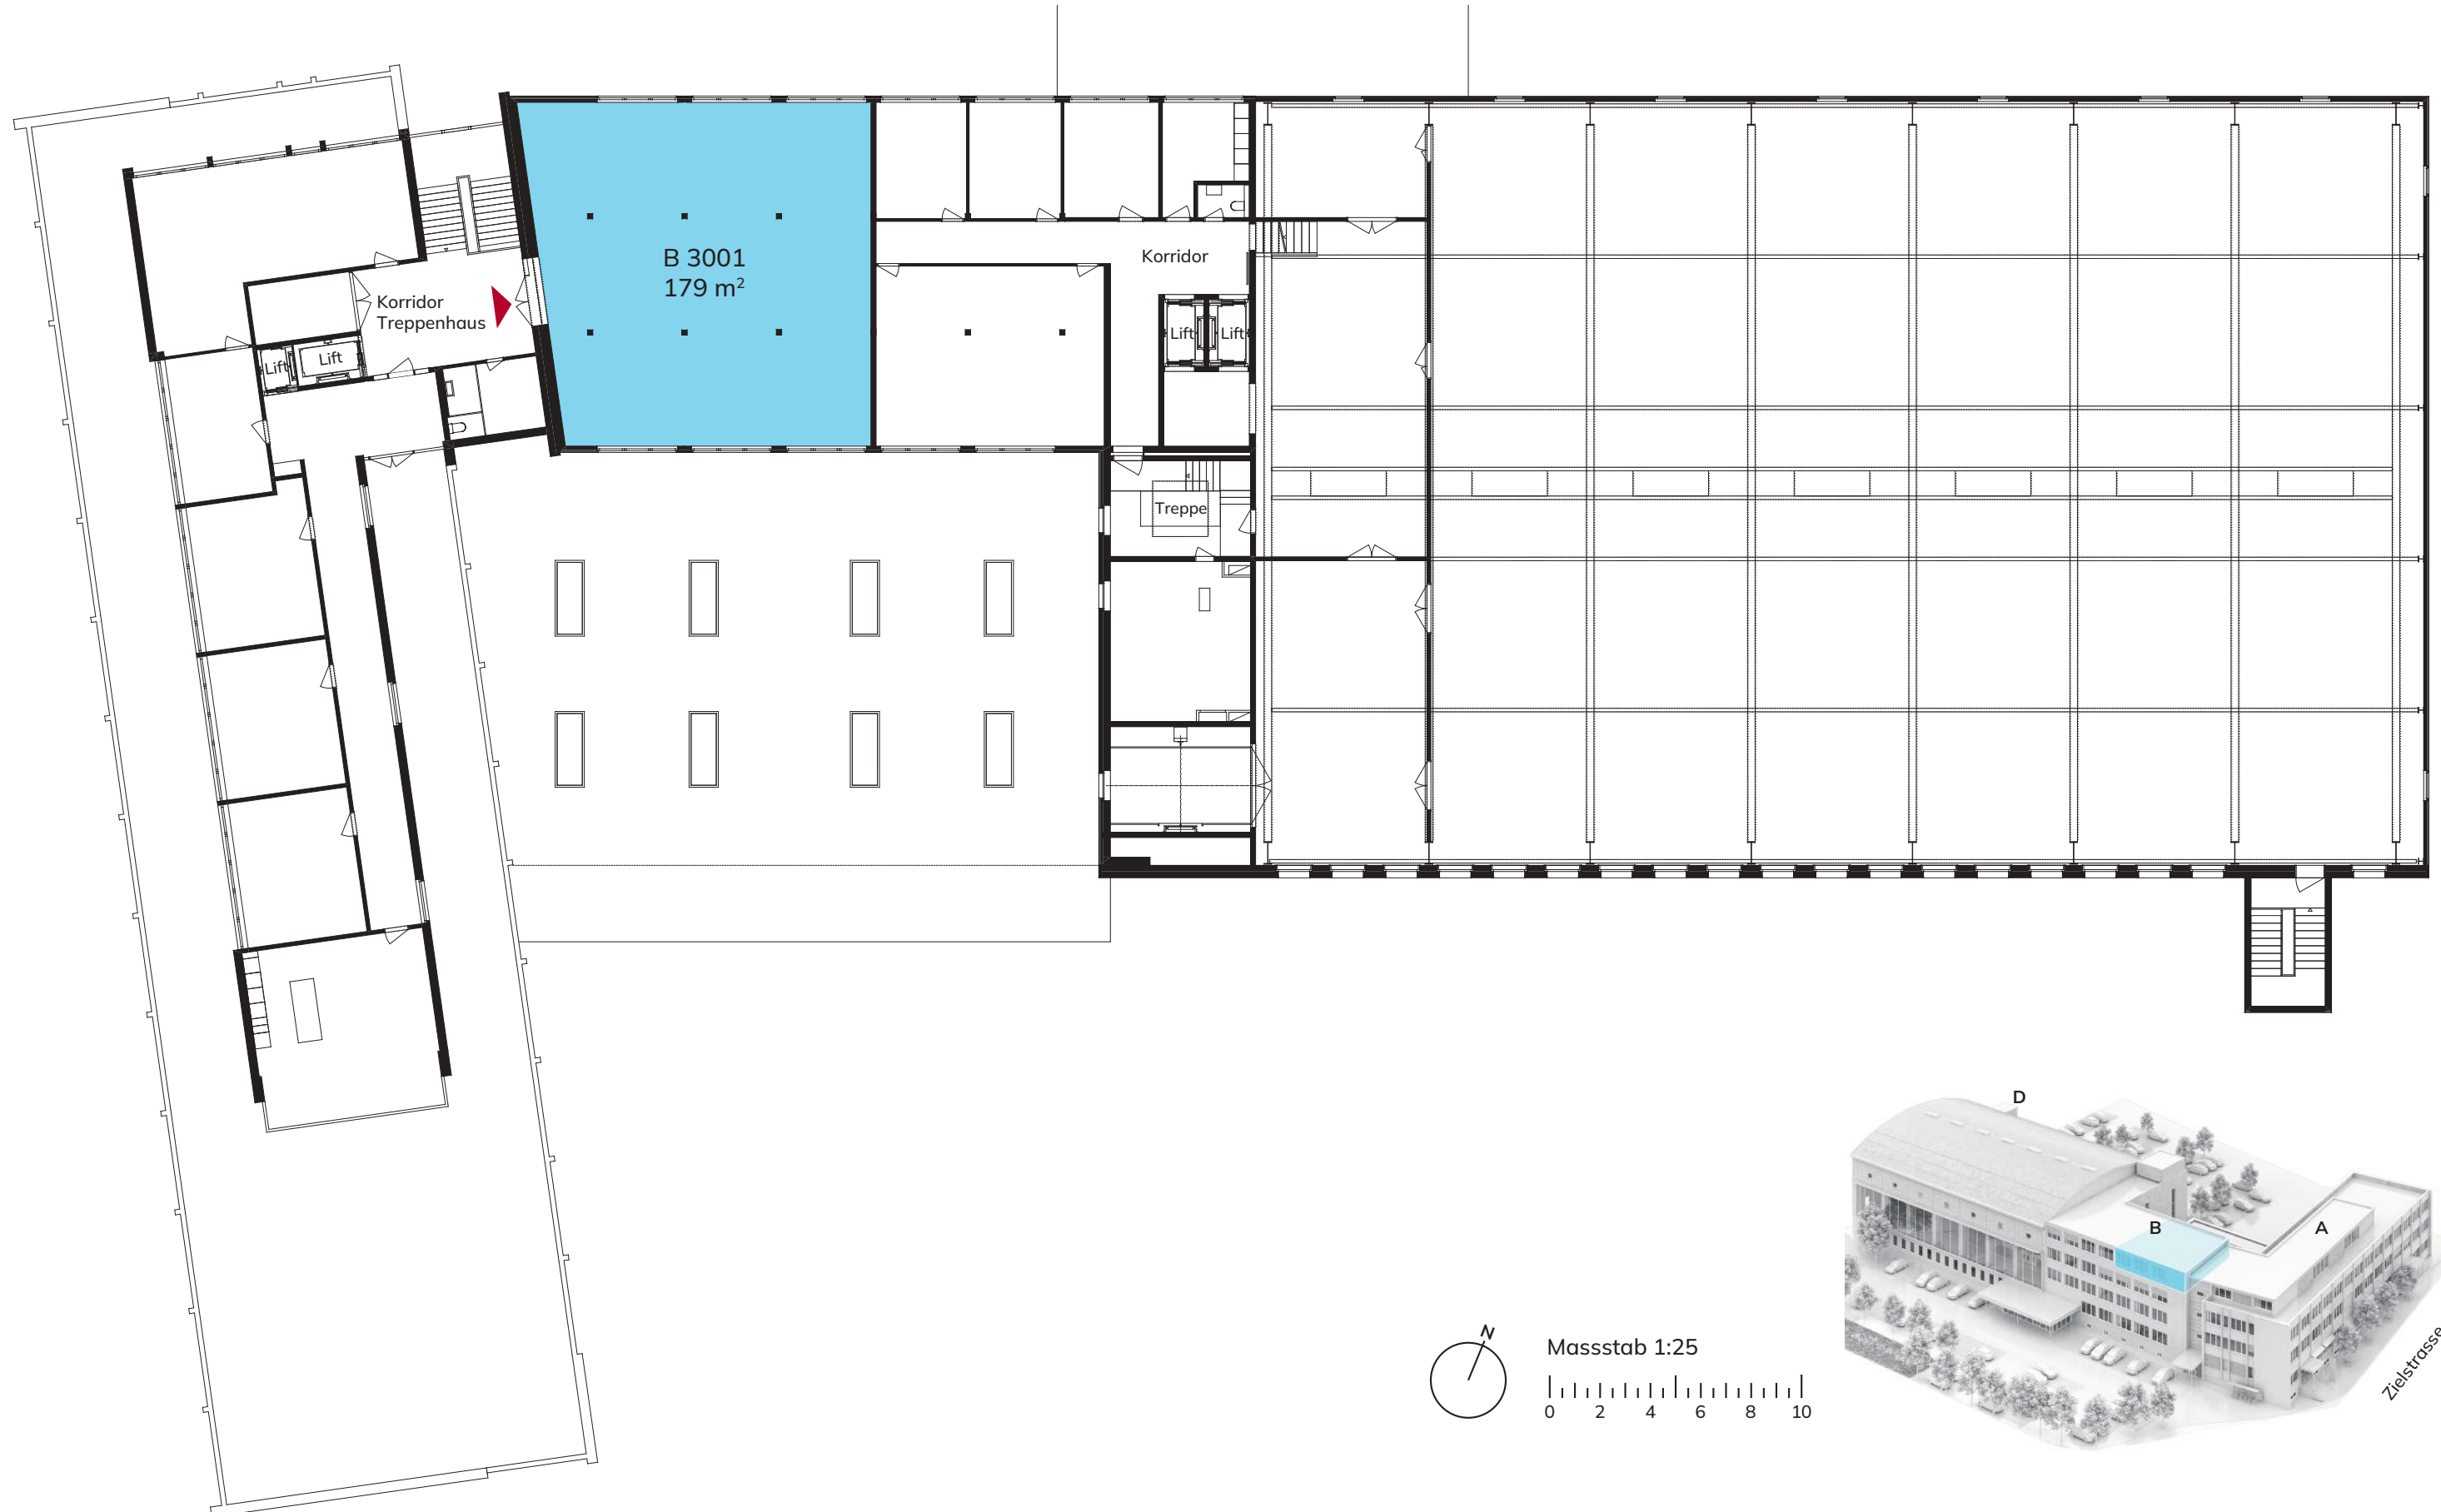 B 3001
179 m²
Korridor
Korridor
Treppenhaus
Lift
Lift
Lift
Lift
Treppe
D
B
A
Zielstrasse
N
Massstab 1:25
0 2 4 6 8 10